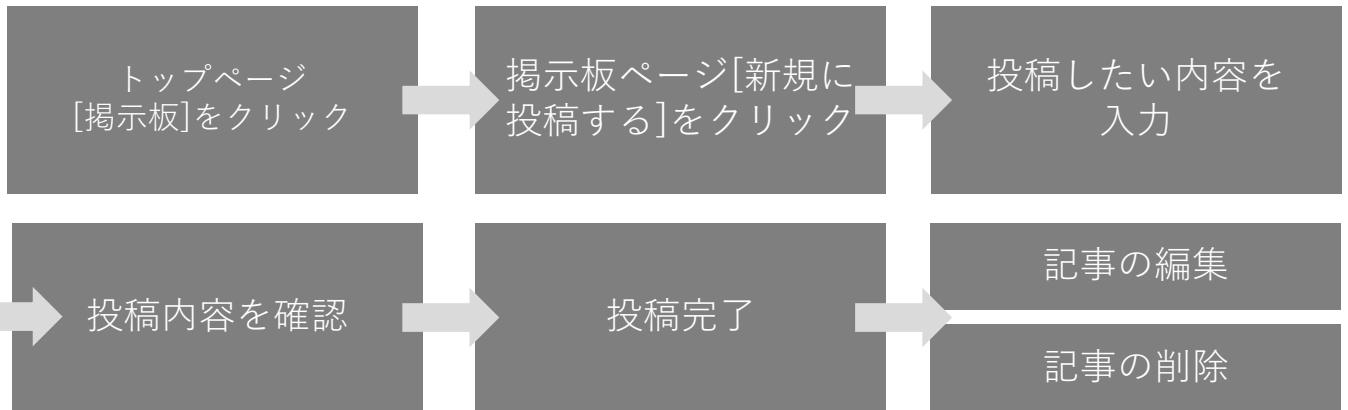 トップページ
[掲示板]をクリック
掲示板ページ[新規に
投稿する]をクリック
投稿したい内容を
入力
投稿内容を確認
投稿完了
記事の編集
記事の削除